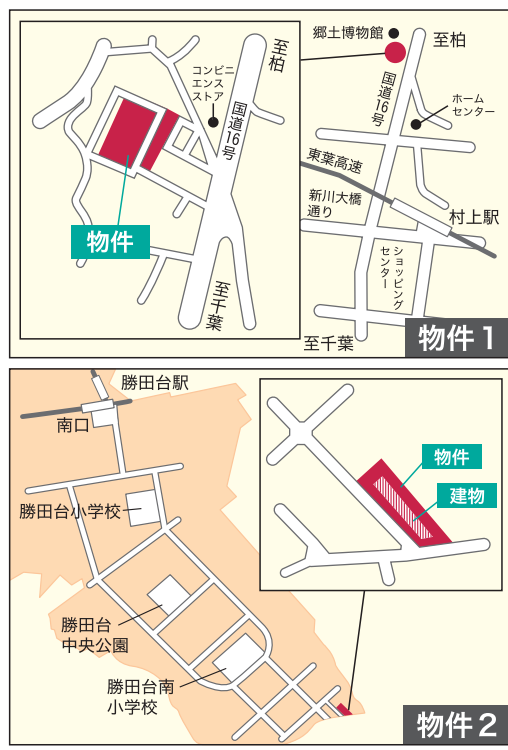 至柏
コンビニ
エンス
ストア
国道16号
物件
至千葉
郷土博物館
至柏
国道16号
ホーム
センター
東葉高速
新川大橋
通り
村上駅
ショッピング
センター
至千葉
物件1
勝田台駅
南口
勝田台小学校
勝田台
中央公園
勝田台南
小学校
物件
建物
物件2